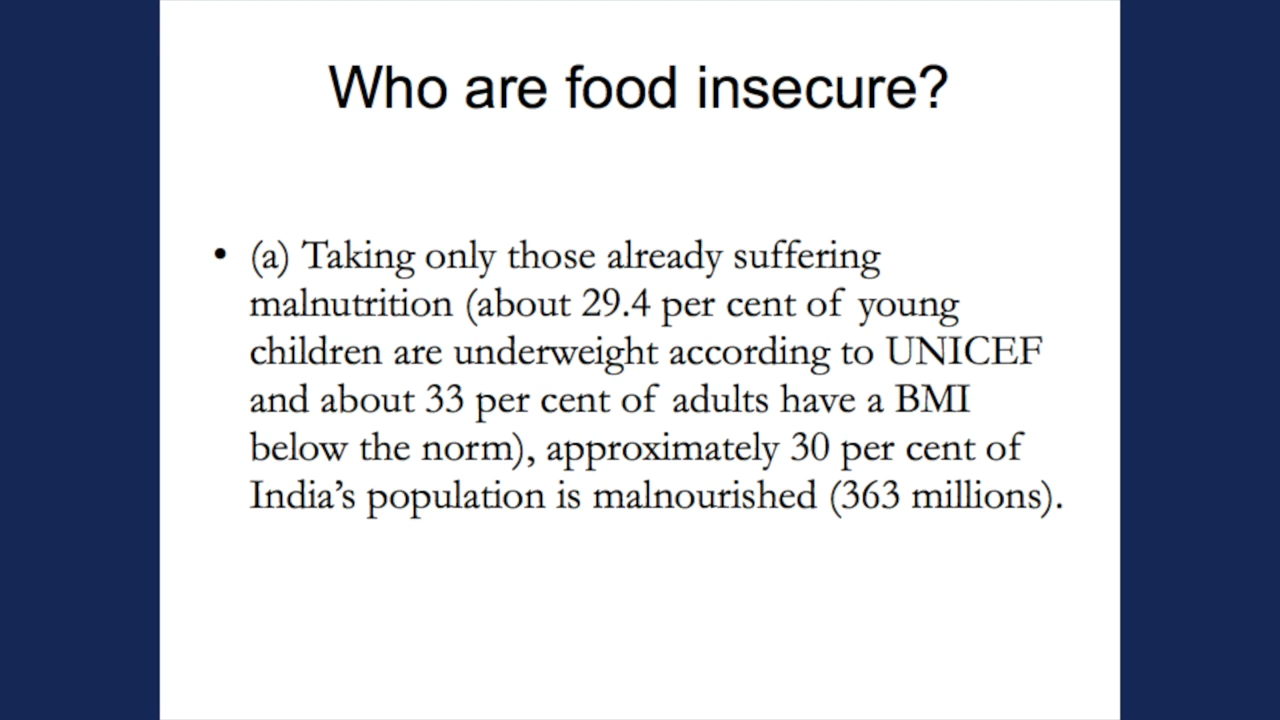 Who are food insecure?
• (a) Taking only those already suffering
malnutrition (about 29.4 per cent of young
children are underweight according to UNICEF
and about 33 per cent of adults have a BMI
below the norm), approximately 30 per cent of
India’s population is malnourished (363 millions).